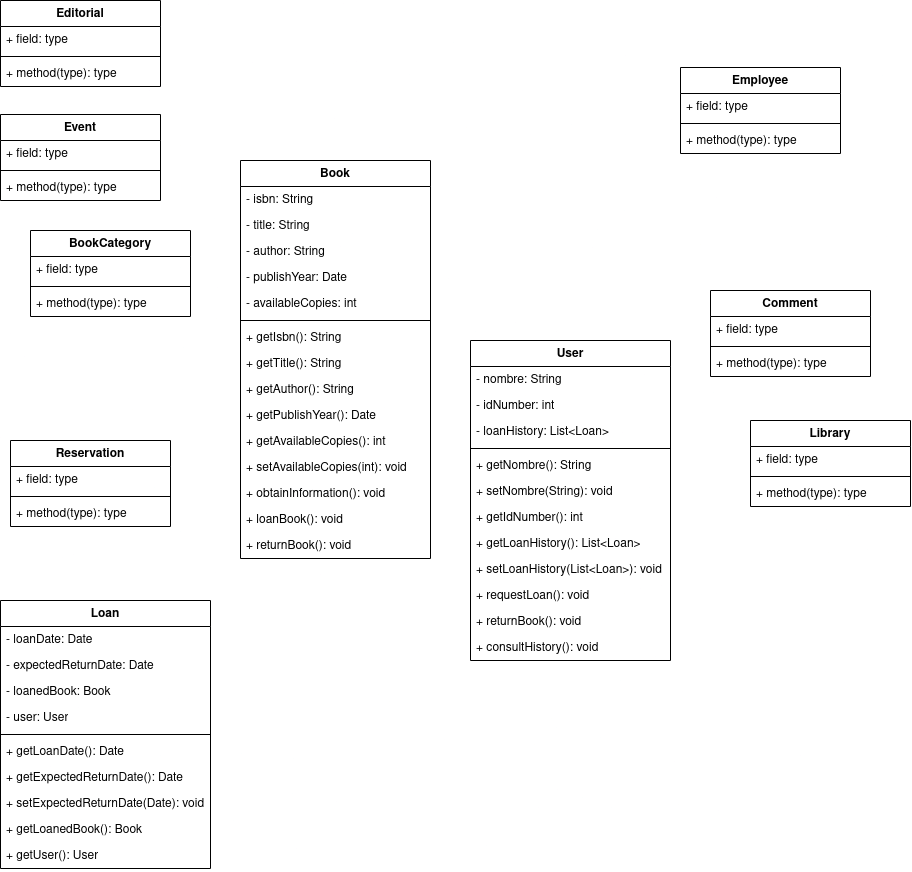 Editorial
+ field: type
+ method(type): type
Event
+ field: type
+ method(type): type
BookCategory
+ field: type
+ method(type): type
Reservation
+ field: type
+ method(type): type
Loan
- loanDate: Date
- expectedReturnDate: Date
- loanedBook: Book
- user: User
+ getLoanDate(): Date
+ getExpectedReturnDate(): Date
+ setExpectedReturnDate(Date): void
+ getLoanedBook(): Book
+ getUser(): User
Book
- isbn: String
- title: String
- author: String
- publishYear: Date
- availableCopies: int
+ getIsbn(): String
+ getTitle(): String
+ getAuthor(): String
+ getPublishYear(): Date
+ getAvailableCopies(): int
+ setAvailableCopies(int): void
+ obtainInformation(): void
+ loanBook(): void
+ returnBook(): void
User
- nombre: String
- idNumber: int
- loanHistory: List<Loan>
+ getNombre(): String
+ setNombre(String): void
+ getIdNumber(): int
+ getLoanHistory(): List<Loan>
+ setLoanHistory(List<Loan>): void
+ requestLoan(): void
+ returnBook(): void
+ consultHistory(): void
Employee
+ field: type
+ method(type): type
Comment
+ field: type
+ method(type): type
Library
+ field: type
+ method(type): type